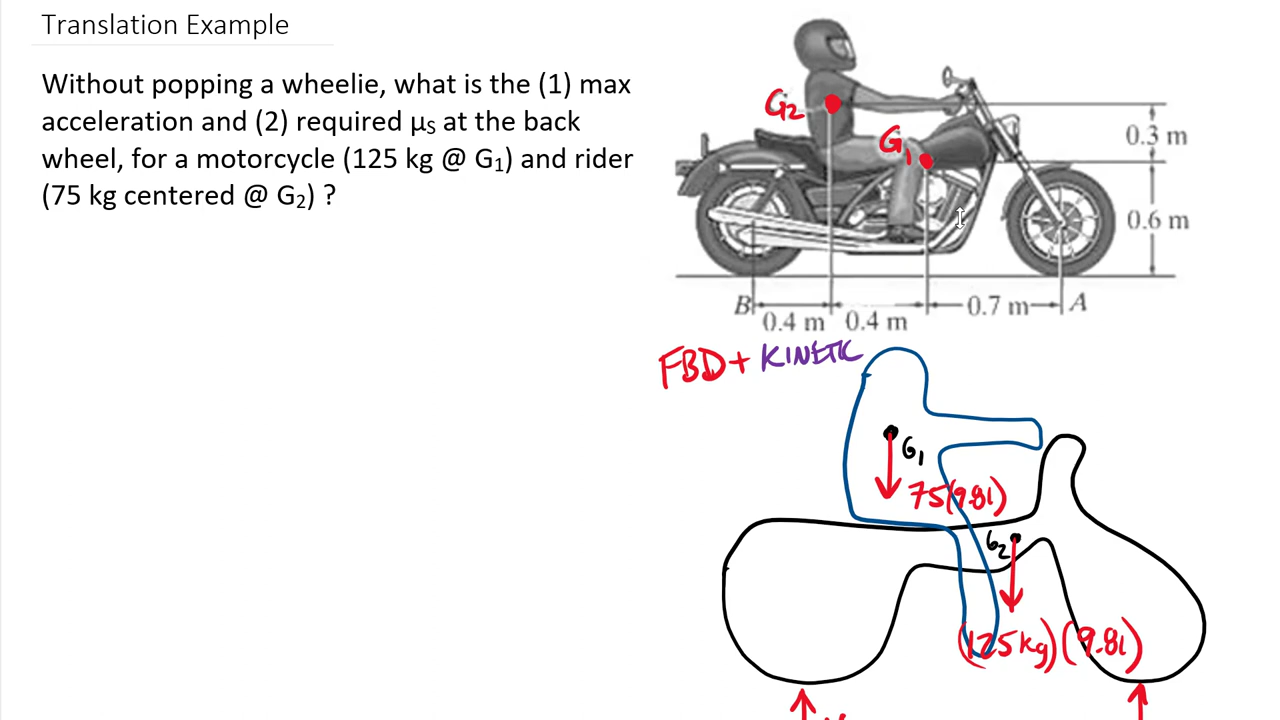 Translation Example
Without popping a wheelie, what is the (1) max
acceleration and (2) required μS at the back
wheel, for a motorcycle (125 kg @ G1) and rider
(75 kg centered @ G2) ?
G2
G1
0.3 m
0.6 m
B
0.7 m
A
0.4 m
0.4 m
FBD + KINETIC
G1
75(9.81)
G2
(125kg)(9.81)